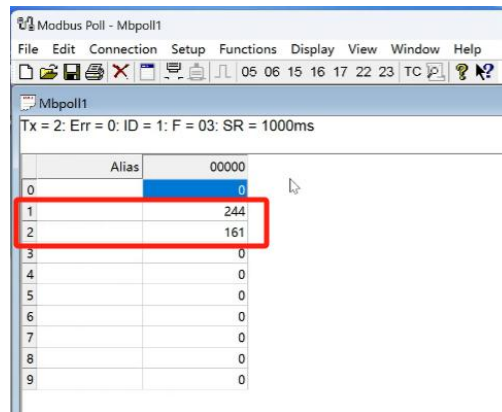 Modbus Poll - Mbpoll1
File Edit Connection Setup Functions Display View Window Help
05 06 15 16 17 22 23 TC
Mbpoll1
Tx = 2: Err = 0: ID = 1: F = 03: SR = 1000ms
Alias 00000
0 0
1 244
2 161
3 0
4 0
5 0
6 0
7 0
8 0
9 0